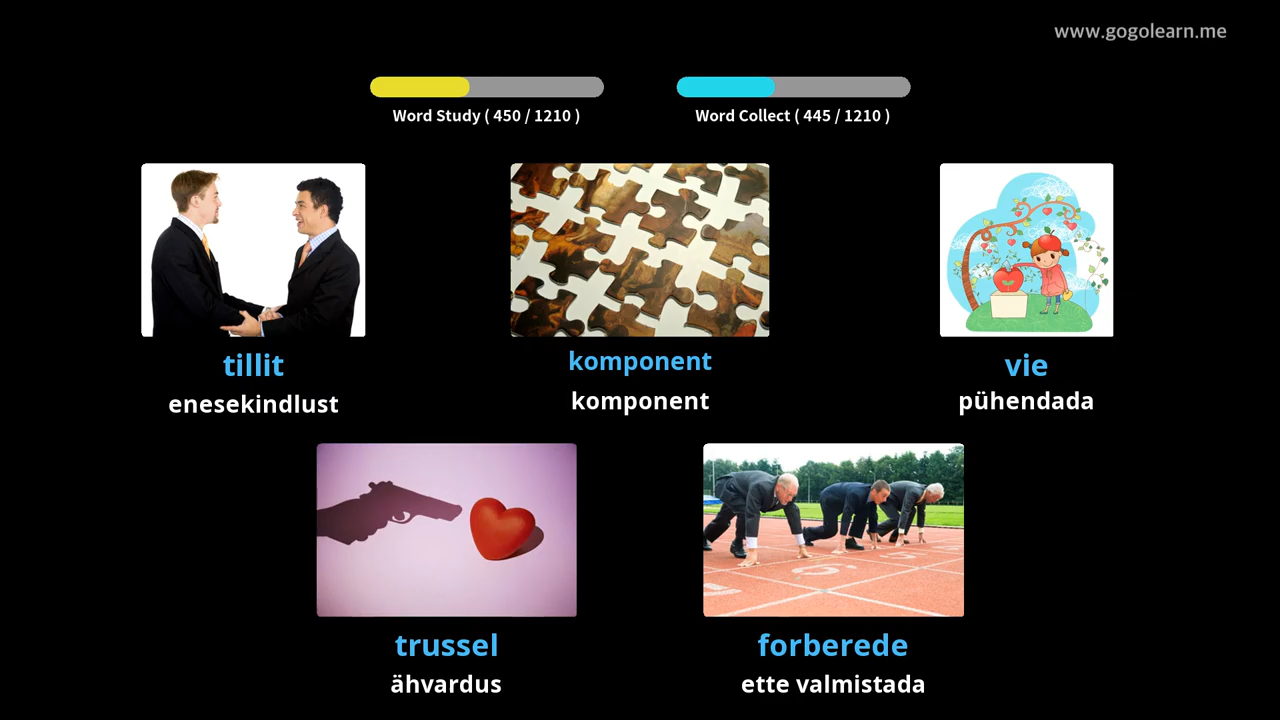 www.gogolearn.me
Word Study ( 450 / 1210 )
Word Collect ( 445 / 1210 )
tillit
enesekindlust
komponent
komponent
vie
pühendada
trussel
ähvardus
forberede
ette valmistada